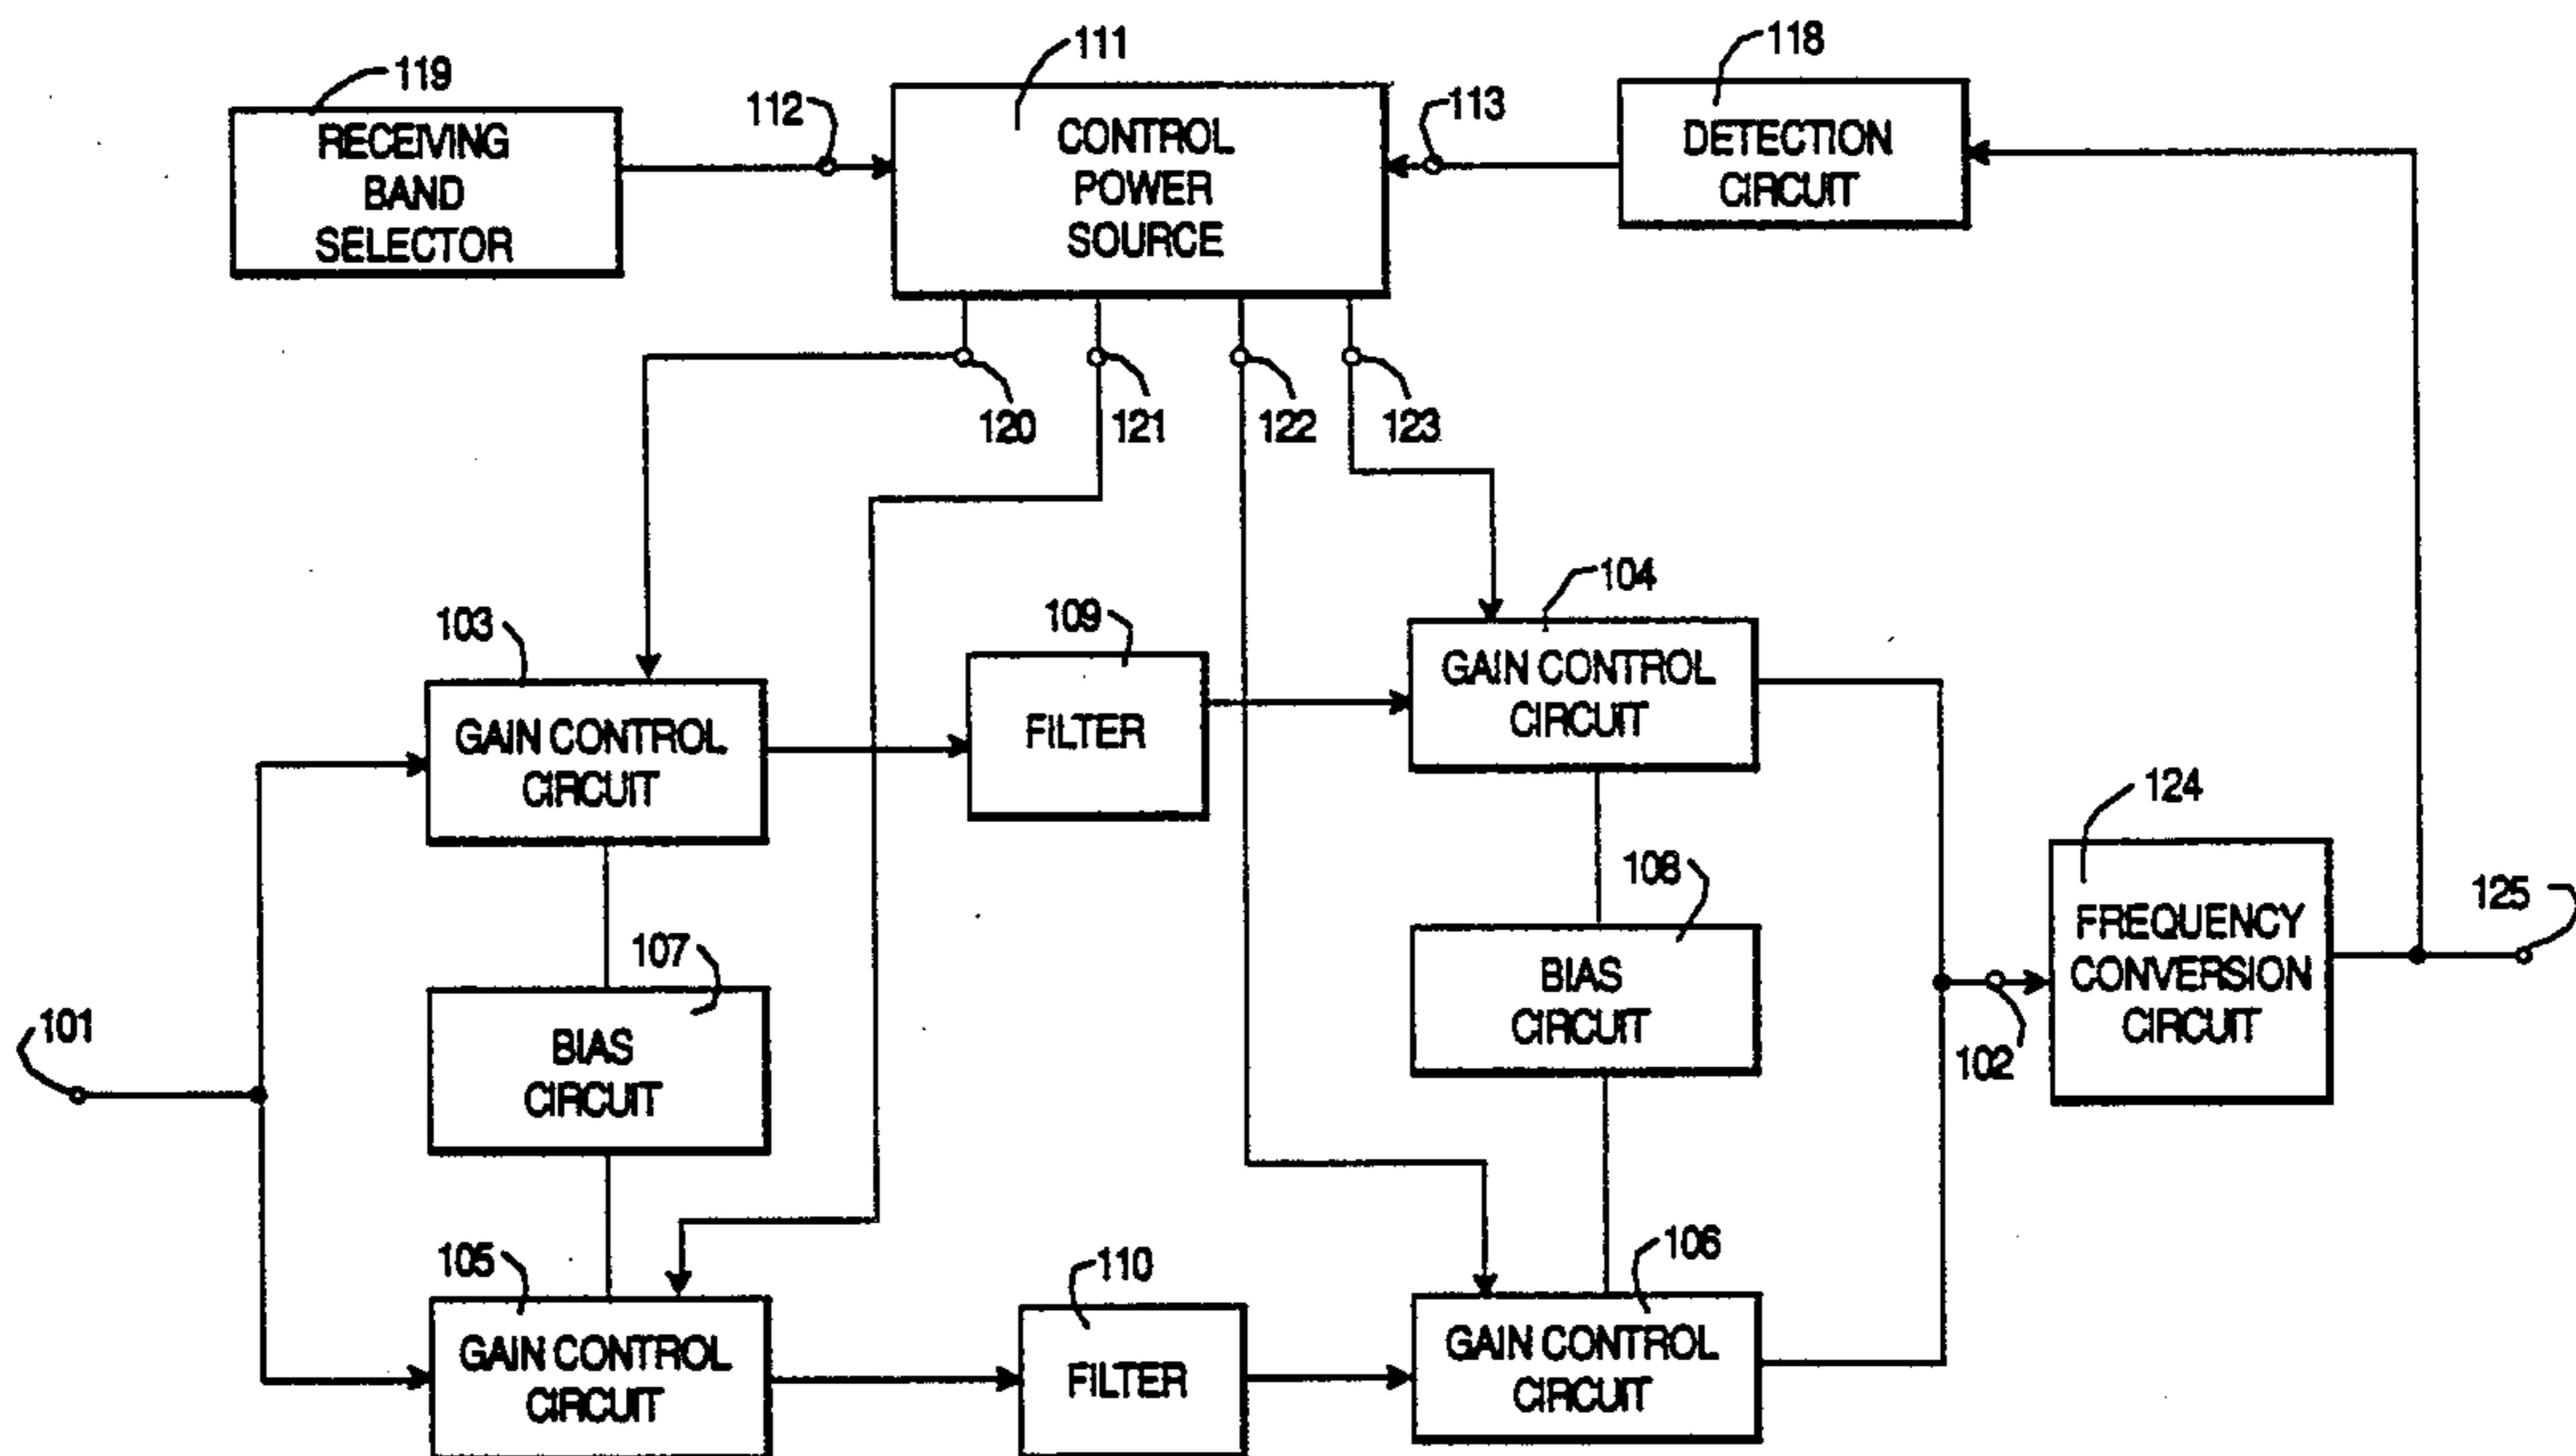 111
118
119
112
113
RECEIVING
BAND
SELECTOR
CONTROL
POWER
SOURCE
DETECTION
CIRCUIT
120
121
122
123
103
109
104
GAIN CONTROL
CIRCUIT
FILTER
GAIN CONTROL
CIRCUIT
124
107
108
125
101
BIAS
CIRCUIT
BIAS
CIRCUIT
102
FREQUENCY
CONVERSION
CIRCUIT
105
110
106
GAIN CONTROL
CIRCUIT
FILTER
GAIN CONTROL
CIRCUIT